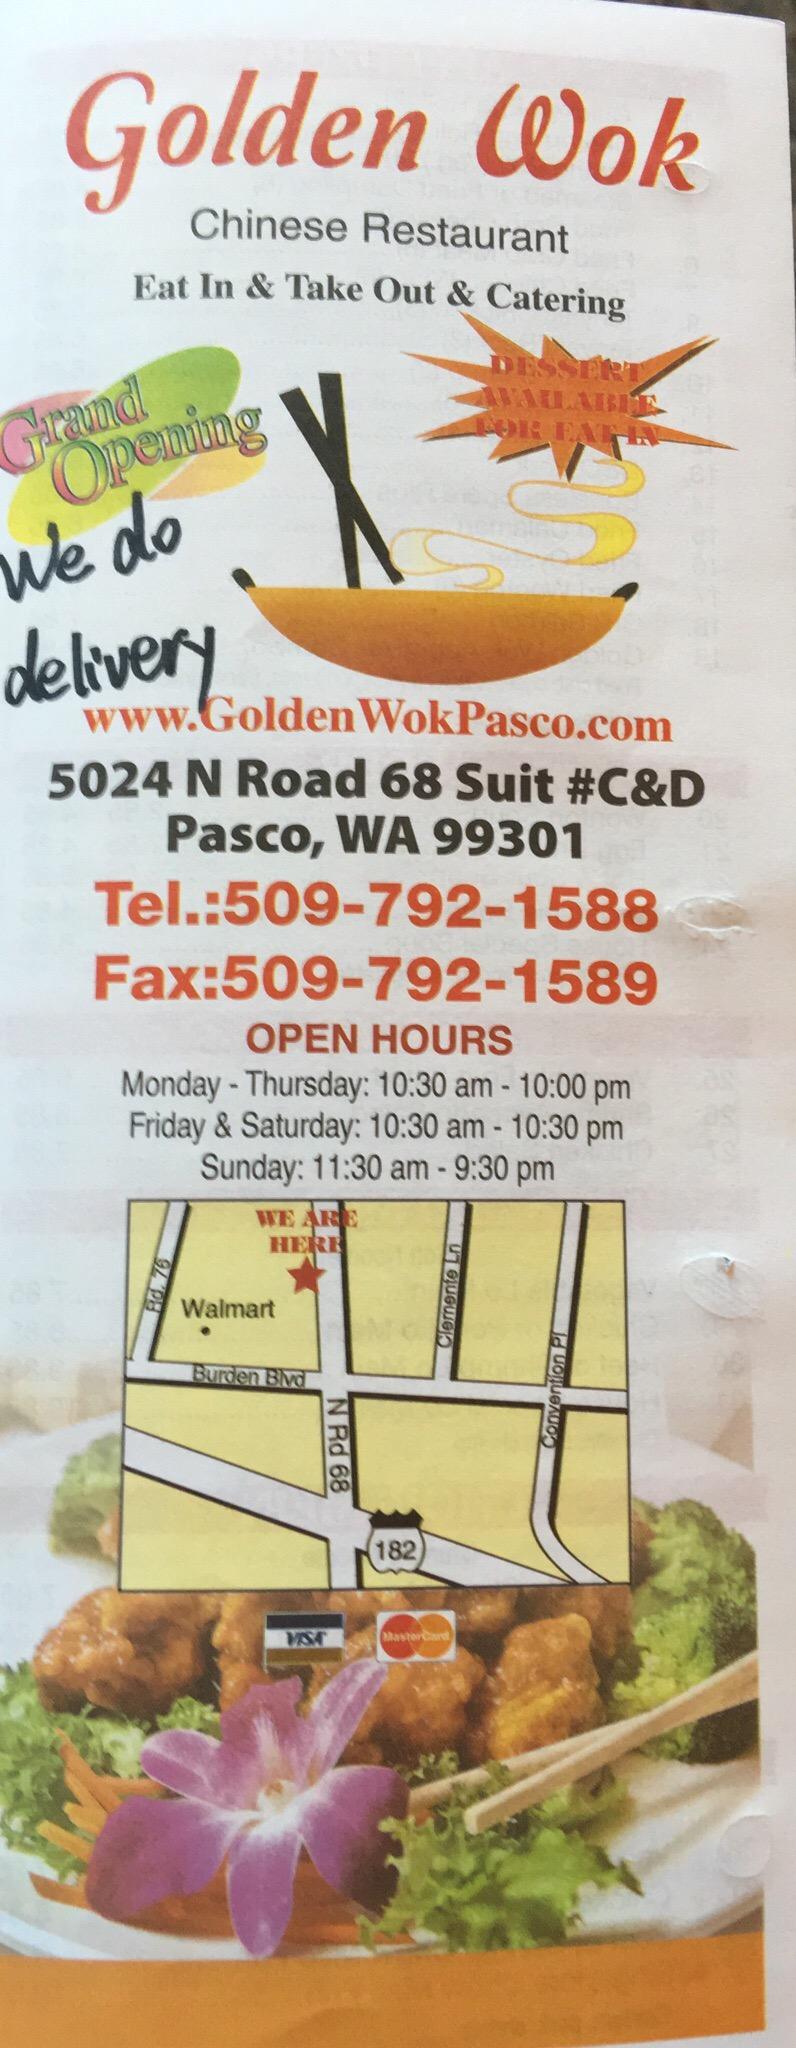 Golden Wok
Chinese Restaurant
Eat In & Take Out & Catering
Grand
Opening
DESSERT
AVAILABLE
FOR EAT IN
We do
delivery
www.GoldenWokPasco.com
5024 N Road 68 Suit #C&D
Pasco, WA 99301
Tel.:509-792-1588
Fax:509-792-1589
OPEN HOURS
Monday - Thursday: 10:30 am - 10:00 pm
Friday & Saturday: 10:30 am - 10:30 pm
Sunday: 11:30 am - 9:30 pm
WE ARE
HERE
Rd. 76
Walmart
Clemente Ln
Burden Blvd
Convention Pl
N Rd 68
182
VISA
MasterCard